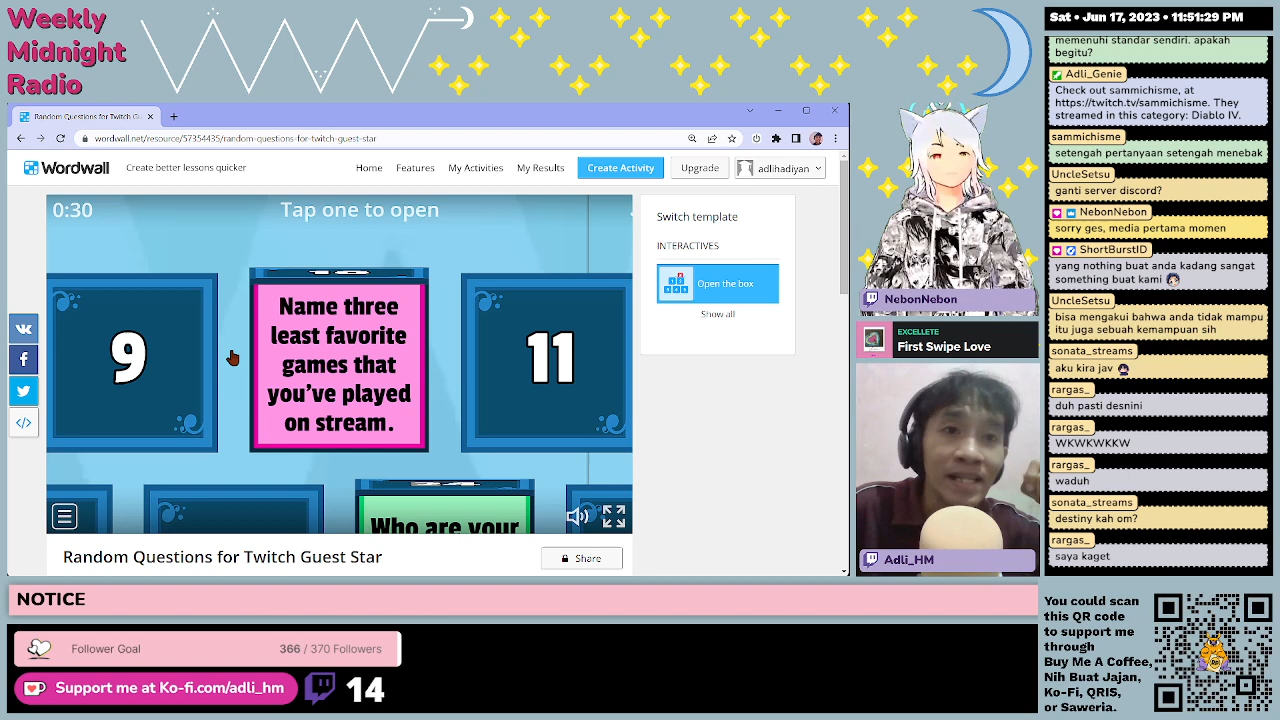 Weekly
Midnight
Radio
Random Questions for Twitch G
wordwall.net/resource/57354435/random-questions-for-twitch-guest-star
Wordwall
Create better lessons quicker
Home
Features
My Activities
My Results
Create Activity
Upgrade
adlihadiyan
0:30
Tap one to open
9
Name three
least favorite
games that
you've played
on stream.
11
Who are your
Switch template
INTERACTIVES
Open the box
Show all
Random Questions for Twitch Guest Star
Share
NebonNebon
EXCELLETE
First Swipe Love
Adli_HM
Sat • Jun 17, 2023 • 11:51:29 PM
memenuhi standar sendiri. apakah
begitu?
Adli_Genie
Check out sammichisme, at
https://twitch.tv/sammichisme. They
streamed in this category: Diablo IV.
sammichisme
setengah pertanyaan setengah menebak
UncleSetsu
ganti server discord?
NebonNebon
sorry ges, media pertama momen
ShortBurstID
yang nothing buat anda kadang sangat
something buat kami
UncleSetsu
bisa mengakui bahwa anda tidak mampu
itu juga sebuah kemampuan sih
sonata_streams
aku kira jav
rargas_
duh pasti desnini
rargas_
WKWKWKKW
rargas_
waduh
sonata_streams
destiny kah om?
rargas_
saya kaget
NOTICE
Follower Goal
366 / 370 Followers
Support me at Ko-fi.com/adli_hm
14
You could scan
this QR code
to support me
through
Buy Me A Coffee,
Nih Buat Jajan,
Ko-Fi, QRIS,
or Saweria.